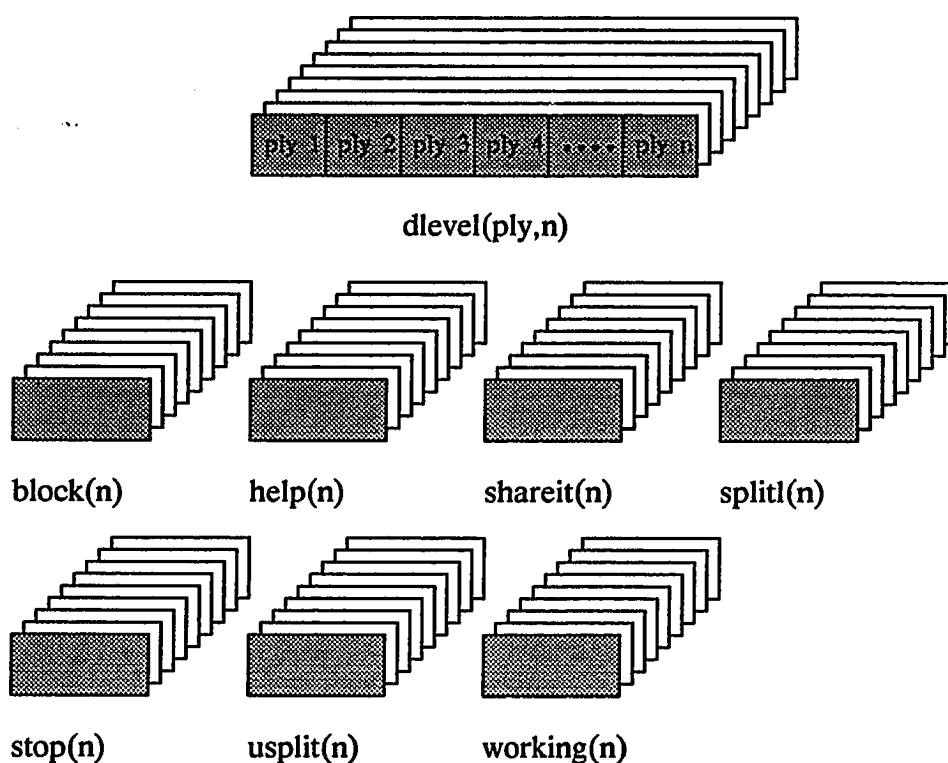 ply 1 ply 2 ply 3 ply 4 .... ply n
dlevel(ply,n)
block(n) help(n) shareit(n) splitl(n)
stop(n) usplit(n) working(n)